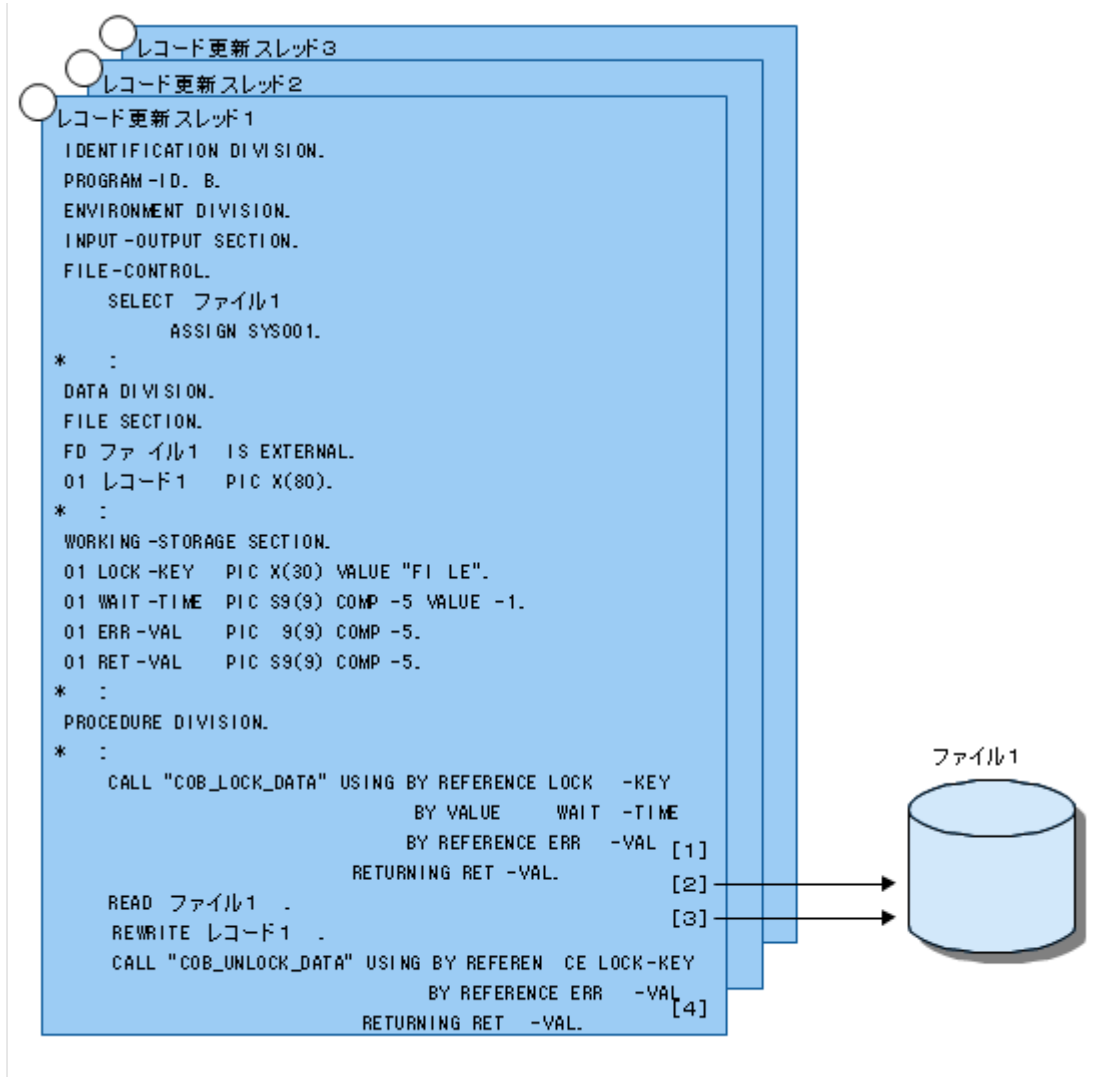 レコード更新スレッド3
レコード更新スレッド2
レコード更新スレッド1
IDENTIFICATION DIVISION.
PROGRAM-ID. B.
ENVIRONMENT DIVISION.
INPUT-OUTPUT SECTION.
FILE-CONTROL.
SELECT ファイル1
ASSIGN SYS001.
* :
DATA DIVISION.
FILE SECTION.
FD ファイル1 IS EXTERNAL.
01 レコード1 PIC X(80).
* :
WORKING-STORAGE SECTION.
01 LOCK-KEY PIC X(30) VALUE "FILE".
01 WAIT-TIME PIC S9(9) COMP-5 VALUE -1.
01 ERR-VAL PIC 9(9) COMP-5.
01 RET-VAL PIC S9(9) COMP-5.
* :
PROCEDURE DIVISION.
* :
CALL "COB_LOCK_DATA" USING BY REFERENCE LOCK -KEY
BY VALUE WAIT -TIME
BY REFERENCE ERR -VAL [1]
RETURNING RET -VAL.
[2]
READ ファイル1 .
[3]
REWRITE レコード1 .
CALL "COB_UNLOCK_DATA" USING BY REFEREN CE LOCK-KEY
BY REFERENCE ERR -VAL
[4]
RETURNING RET -VAL.
ファイル1